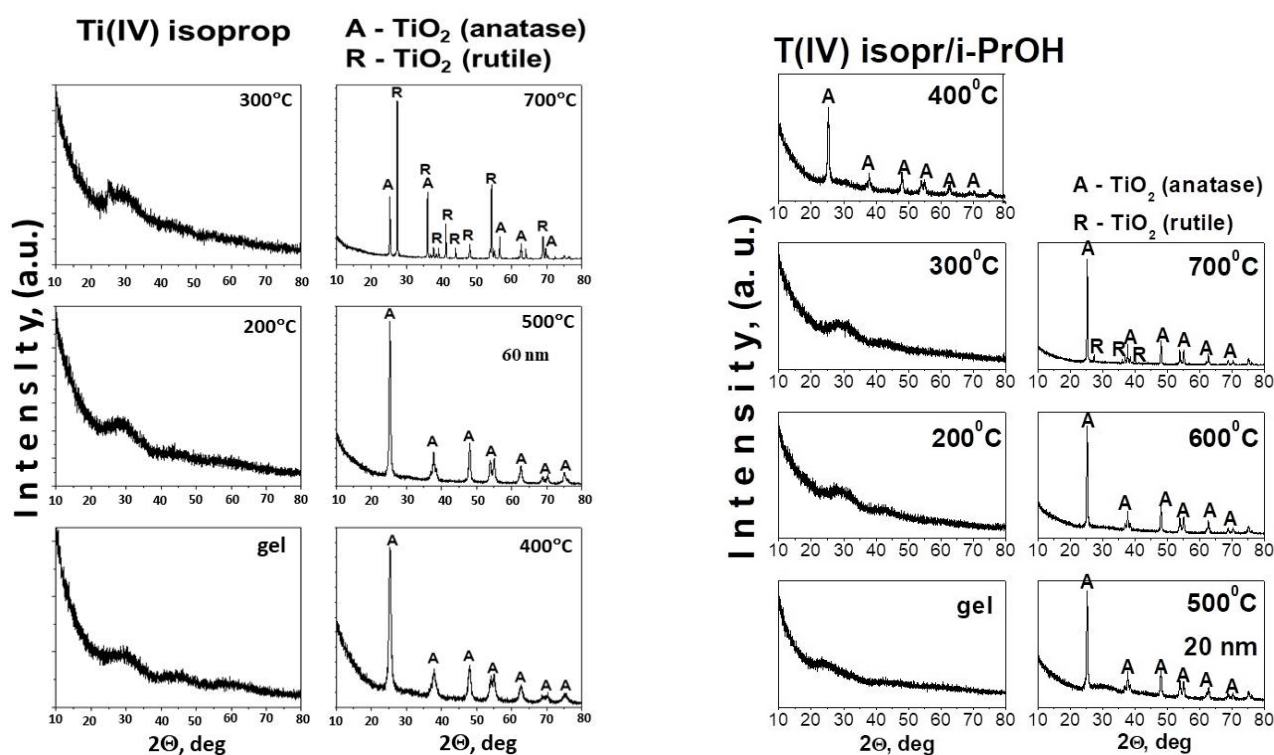 Ti(IV) isoprop
A - TiO₂ (anatase)
R - TiO₂ (rutile)
Intensity, (a.u.)
300°C
10 20 30 40 50 60 70 80
R
700°C
A
R
A
R
R
R
R
R
A
A
R
A
10 20 30 40 50 60 70 80
200°C
10 20 30 40 50 60 70 80
A
500°C
60 nm
A
A
A
A
A
A
10 20 30 40 50 60 70 80
gel
10 20 30 40 50 60 70 80
2Θ, deg
A
400°C
A
A
A
A
A
A
10 20 30 40 50 60 70 80
2Θ, deg
T(IV) isopr/i-PrOH
Intensity, (a. u.)
A
400⁰C
A
A
A
A
A
10 20 30 40 50 60 70 80
A - TiO₂ (anatase)
R - TiO₂ (rutile)
300⁰C
10 20 30 40 50 60 70 80
A
700⁰C
R
R
A
R
A
A
A
A
10 20 30 40 50 60 70 80
200⁰C
10 20 30 40 50 60 70 80
A
600⁰C
A
A
A
A
A
10 20 30 40 50 60 70 80
gel
10 20 30 40 50 60 70 80
2Θ, deg
A
500⁰C
20 nm
A
A
A
A
A
10 20 30 40 50 60 70 80
2Θ, deg